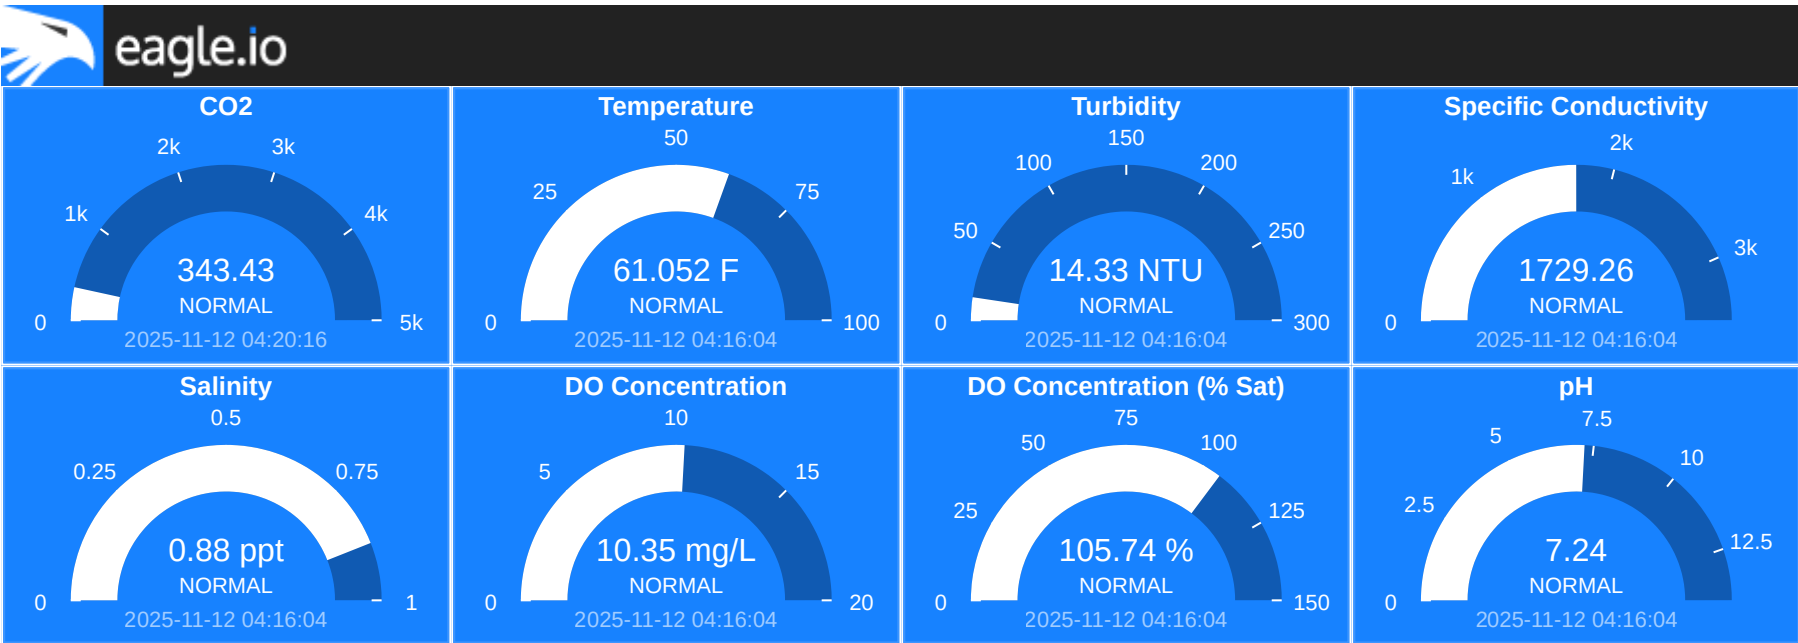 eagle.io
CO2
2k 3k
1k 4k
343.43
NORMAL
0 5k
2025-11-12 04:20:16
Temperature
50
25 75
61.052 F
NORMAL
0 100
2025-11-12 04:16:04
Turbidity
150
100 200
50 250
14.33 NTU
NORMAL
0 300
2025-11-12 04:16:04
Specific Conductivity
2k
1k
3k
1729.26
NORMAL
0
2025-11-12 04:16:04
Salinity
0.5
0.25 0.75
0.88 ppt
NORMAL
0 1
2025-11-12 04:16:04
DO Concentration
10
5 15
10.35 mg/L
NORMAL
0 20
2025-11-12 04:16:04
DO Concentration (% Sat)
75
50 100
25 125
105.74 %
NORMAL
0 150
2025-11-12 04:16:04
pH
7.5
5
10
2.5
12.5
7.24
NORMAL
0
2025-11-12 04:16:04